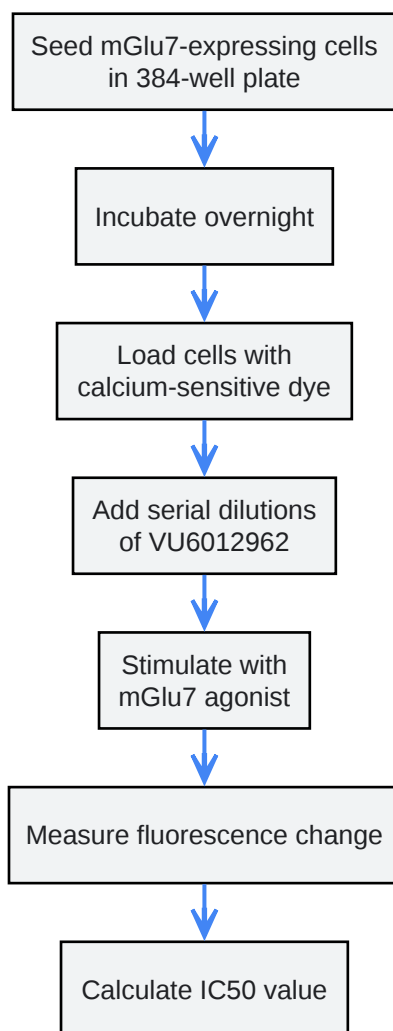 Seed mGlu7-expressing cells
in 384-well plate
Incubate overnight
Load cells with
calcium-sensitive dye
Add serial dilutions
of VU6012962
Stimulate with
mGlu7 agonist
Measure fluorescence change
Calculate IC50 value